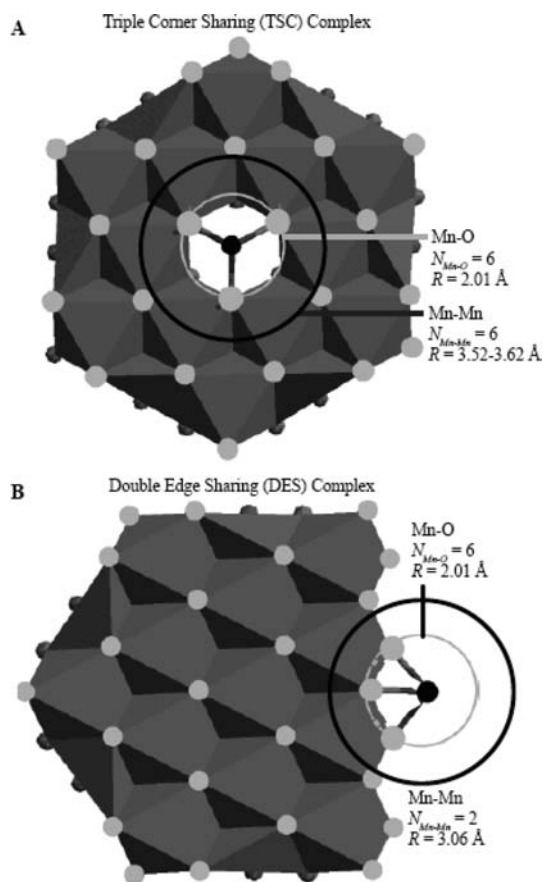 Triple Corner Sharing (TSC) Complex
A
Mn-O
N_Mn-O = 6
R = 2.01 Å
Mn-Mn
N_Mn-Mn = 6
R = 3.52-3.62 Å
B
Double Edge Sharing (DES) Complex
Mn-O
N_Mn-O = 6
R = 2.01 Å
Mn-Mn
N_Mn-Mn = 2
R = 3.06 Å